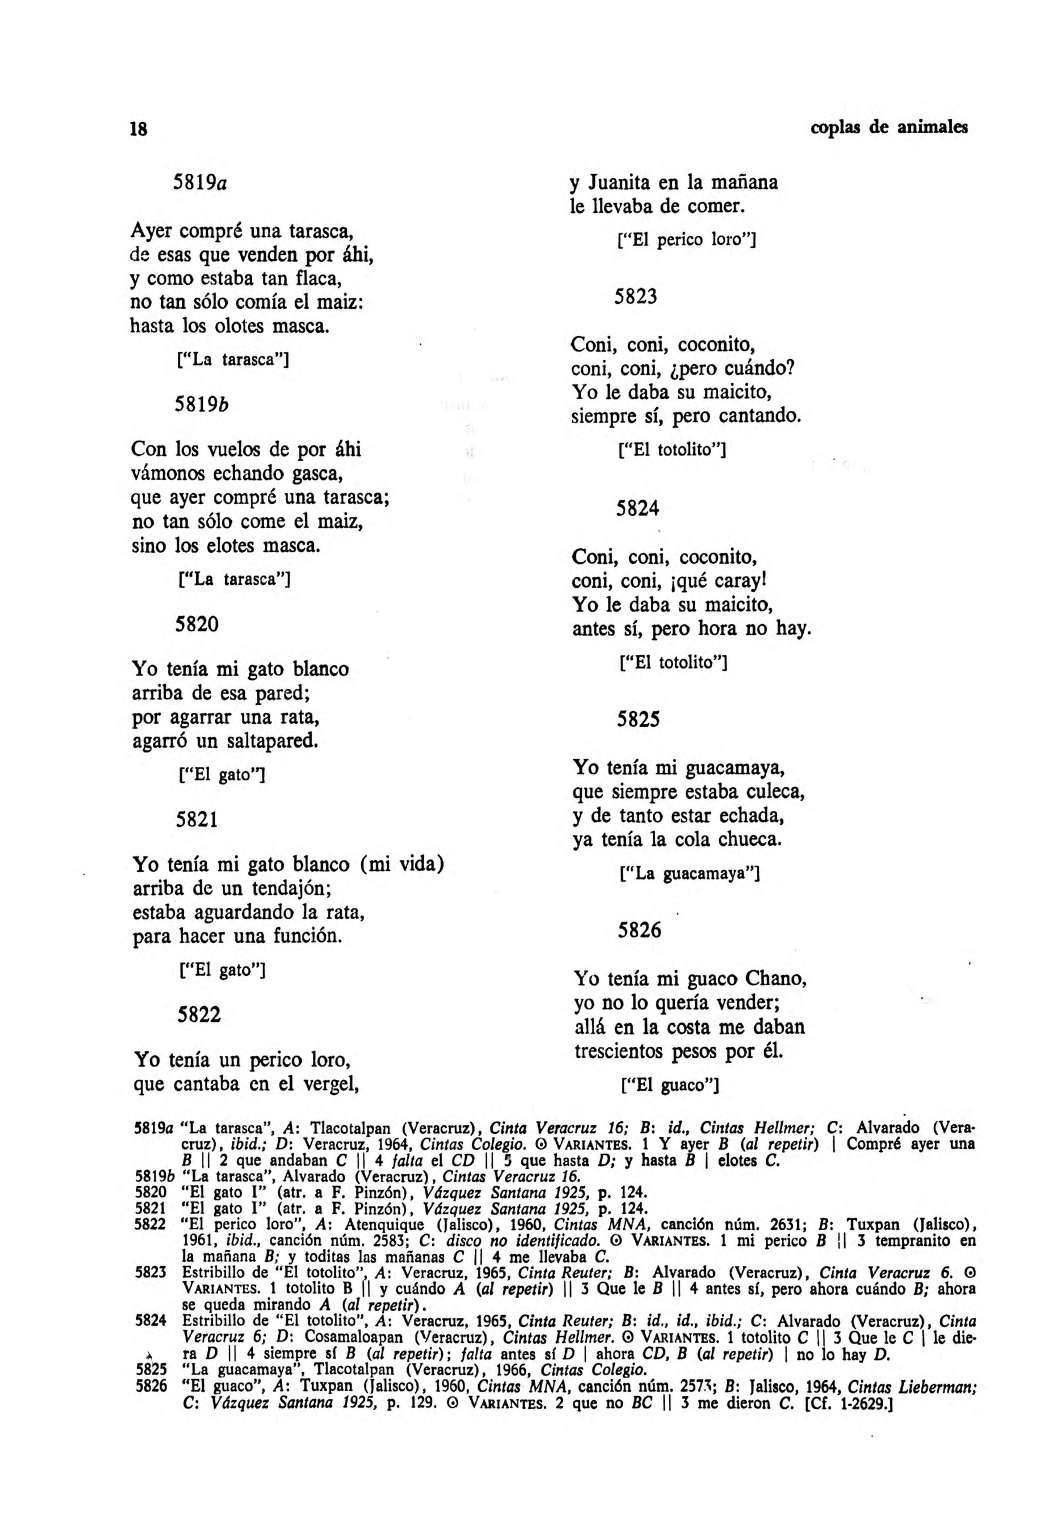 18
coplas de animales
5819a
Ayer compré una tarasca,
de esas que venden por áhi,
y como estaba tan flaca,
no tan sólo comía el maiz:
hasta los olotes masca.
["La tarasca"]
5819b
Con los vuelos de por áhi
vámonos echando gasca,
que ayer compré una tarasca;
no tan sólo come el maiz,
sino los elotes masca.
["La tarasca"]
5820
Yo tenía mi gato blanco
arriba de esa pared;
por agarrar una rata,
agarró un saltapared.
["El gato"]
5821
Yo tenía mi gato blanco (mi vida)
arriba de un tendajón;
estaba aguardando la rata,
para hacer una función.
["El gato"]
5822
Yo tenía un perico loro,
que cantaba en el vergel,
y Juanita en la mañana
le llevaba de comer.
["El perico loro"]
5823
Coni, coni, coconito,
coni, coni, ¿pero cuándo?
Yo le daba su maicito,
siempre sí, pero cantando.
["El totolito"]
5824
Coni, coni, coconito,
coni, coni, ¡qué caray!
Yo le daba su maicito,
antes sí, pero hora no hay.
["El totolito"]
5825
Yo tenía mi guacamaya,
que siempre estaba culeca,
y de tanto estar echada,
ya tenía la cola chueca.
["La guacamaya"]
5826
Yo tenía mi guaco Chano,
yo no lo quería vender;
allá en la costa me daban
trescientos pesos por él.
["El guaco"]
5819a "La tarasca", A: Tlacotalpan (Veracruz), Cinta Veracruz 16; B: id., Cintas Hellmer; C: Alvarado (Vera-
cruz), ibid.; D: Veracruz, 1964, Cintas Colegio. ⊙ VARIANTES. 1 Y ayer B (al repetir) | Compré ayer una
B || 2 que andaban C || 4 falta el CD || 5 que hasta D; y hasta B | elotes C.
5819b "La tarasca", Alvarado (Veracruz), Cintas Veracruz 16.
5820 "El gato I" (atr. a F. Pinzón), Vázquez Santana 1925, p. 124.
5821 "El gato I" (atr. a F. Pinzón), Vázquez Santana 1925, p. 124.
5822 "El perico loro", A: Atenquique (Jalisco), 1960, Cintas MNA, canción núm. 2631; B: Tuxpan (Jalisco),
1961, ibid., canción núm. 2583; C: disco no identificado. ⊙ VARIANTES. 1 mi perico B || 3 tempranito en
la mañana B; y toditas las mañanas C || 4 me llevaba C.
5823 Estribillo de "El totolito", A: Veracruz, 1965, Cinta Reuter; B: Alvarado (Veracruz), Cinta Veracruz 6. ⊙
VARIANTES. 1 totolito B || y cuándo A (al repetir) || 3 Que le B || 4 antes sí, pero ahora cuándo B; ahora
se queda mirando A (al repetir).
5824 Estribillo de "El totolito", A: Veracruz, 1965, Cinta Reuter; B: id., id., ibid.; C: Alvarado (Veracruz), Cinta
Veracruz 6; D: Cosamaloapan (Veracruz), Cintas Hellmer. ⊙ VARIANTES. 1 totolito C || 3 Que le C | le die-
ra D || 4 siempre sí B (al repetir); falta antes sí D | ahora CD, B (al repetir) | no lo hay D.
5825 "La guacamaya", Tlacotalpan (Veracruz), 1966, Cintas Colegio.
5826 "El guaco", A: Tuxpan (Jalisco), 1960, Cintas MNA, canción núm. 2573; B: Jalisco, 1964, Cintas Lieberman;
C: Vázquez Santana 1925, p. 129. ⊙ VARIANTES. 2 que no BC || 3 me dieron C. [Cf. 1-2629.]